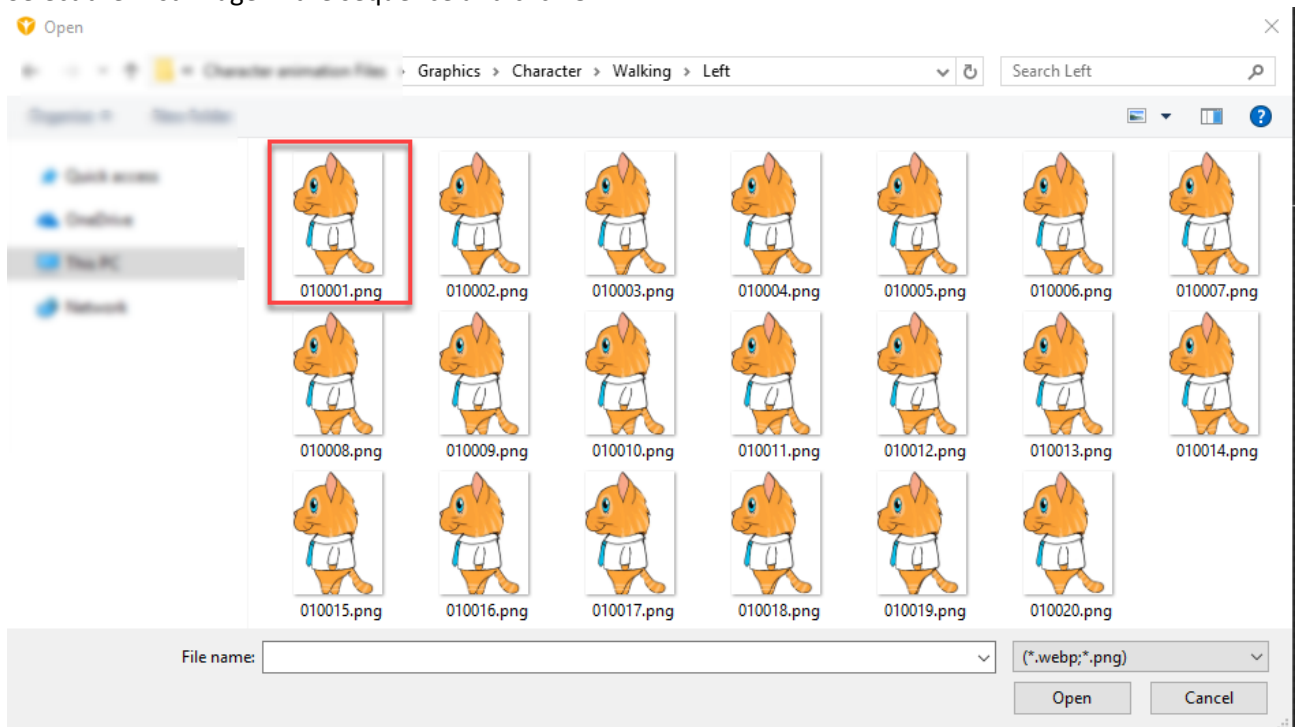 Open
Graphics > Character > Walking > Left
Search Left
010001.png 010002.png 010003.png 010004.png 010005.png 010006.png 010007.png
010008.png 010009.png 010010.png 010011.png 010012.png 010013.png 010014.png
010015.png 010016.png 010017.png 010018.png 010019.png 010020.png
File name:
(*.webp;*.png)
Open Cancel